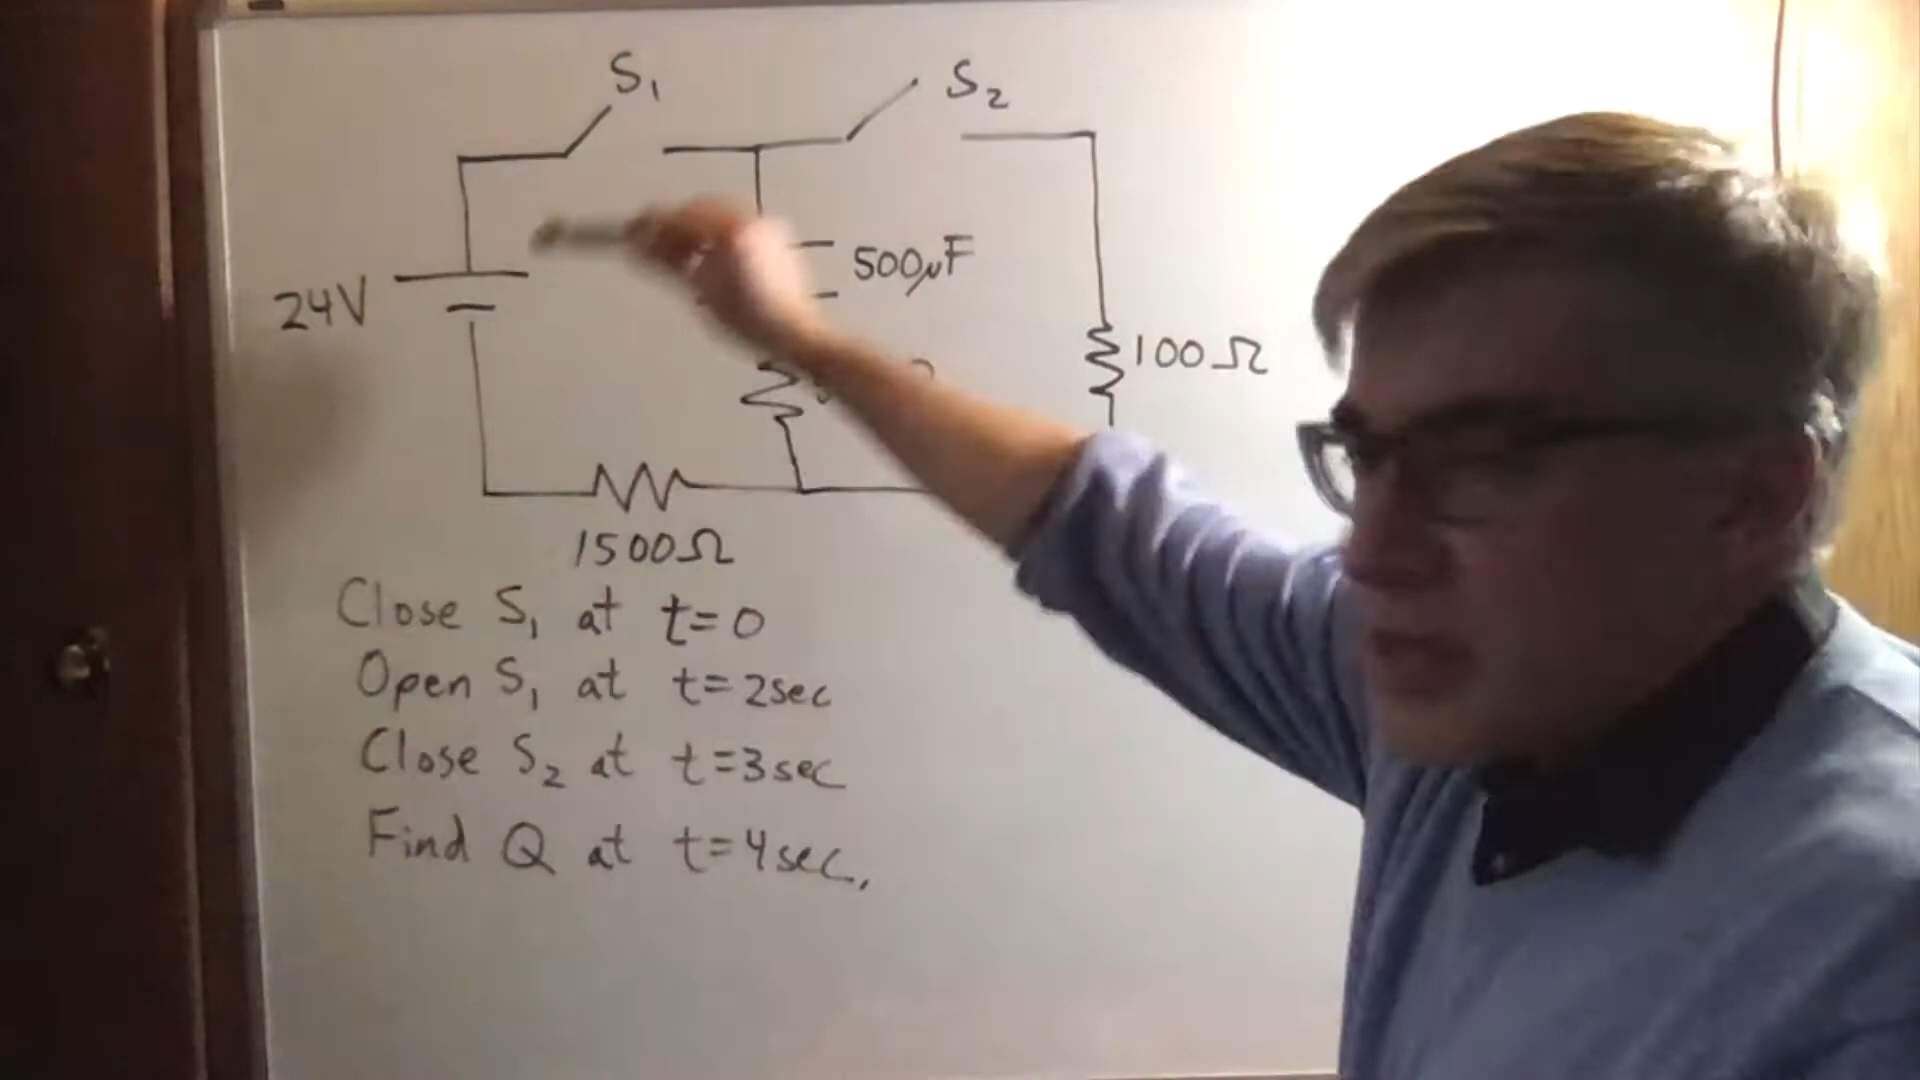 S₁
S₂
24V
500μF
100Ω
1500Ω
Close S₁ at t=0
Open S₁ at t=2sec
Close S₂ at t=3sec
Find Q at t=4sec.